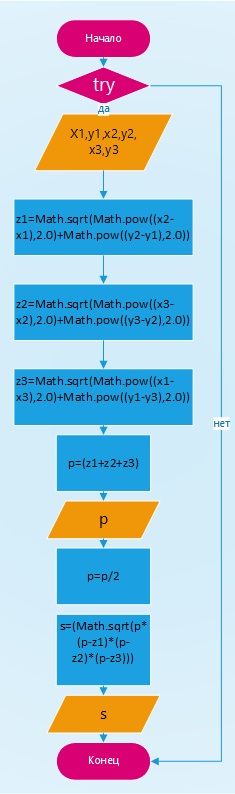 Начало
try
да
X1,y1,x2,y2,
x3,y3
z1=Math.sqrt(Math.pow((x2-
x1),2.0)+Math.pow((y2-y1),2.0))
z2=Math.sqrt(Math.pow((x3-
x2),2.0)+Math.pow((y3-y2),2.0))
z3=Math.sqrt(Math.pow((x1-
x3),2.0)+Math.pow((y1-y3),2.0))
нет
p=(z1+z2+z3)
p
p=p/2
s=(Math.sqrt(p*
(p-z1)*(p-
z2)*(p-z3)))
s
Конец